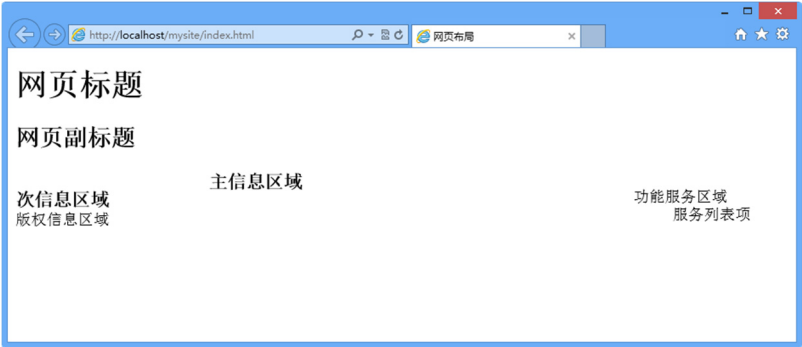 http://localhost/mysite/index.html
网页布局
网页标题
网页副标题
主信息区域
次信息区域
功能服务区域
版权信息区域
服务列表项